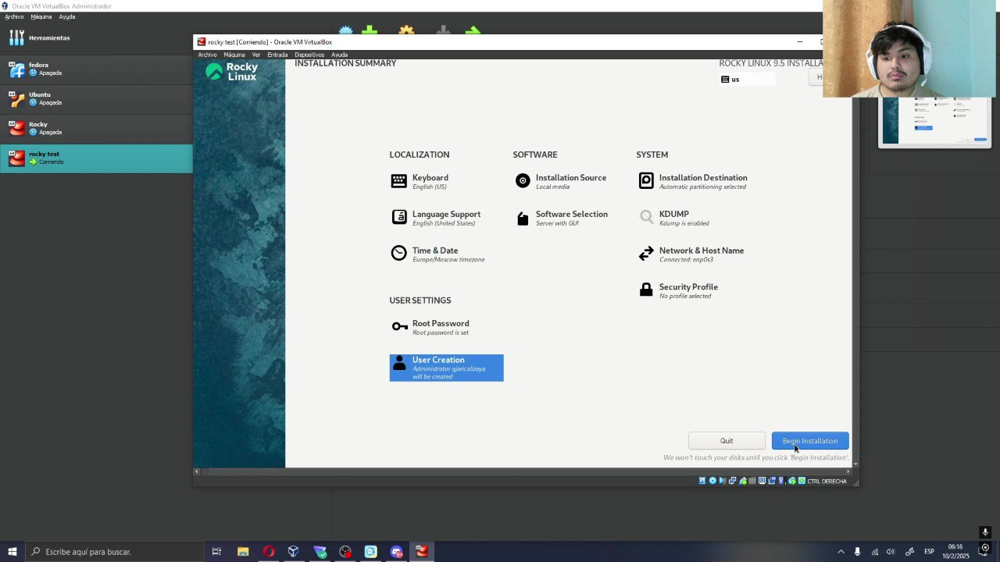 Oracle VM VirtualBox Administrador
Archivo Máquina Ayuda
Herramientas
fedora
Apagada
Ubuntu
Apagada
Rocky
Apagada
rocky test
Corriendo
rocky test [Corriendo] - Oracle VM VirtualBox
Archivo Máquina Ver Entrada Dispositivos Ayuda
Rocky
Linux
INSTALLATION SUMMARY
ROCKY LINUX 9.5 INSTALLA
us
H
LOCALIZATION
Keyboard
English (US)
Language Support
English (United States)
Time & Date
Europe/Moscow timezone
SOFTWARE
Installation Source
Local media
Software Selection
Server with GUI
SYSTEM
Installation Destination
Automatic partitioning selected
KDUMP
Kdump is enabled
Network & Host Name
Connected: enp0s3
Security Profile
No profile selected
USER SETTINGS
Root Password
Root password is set
User Creation
Administrator qjaricalizaya
will be created
Quit
Begin Installation
We won't touch your disks until you click 'Begin Installation'.
CTRL DERECHA
Escribe aquí para buscar.
ESP
06:16
10/2/2025